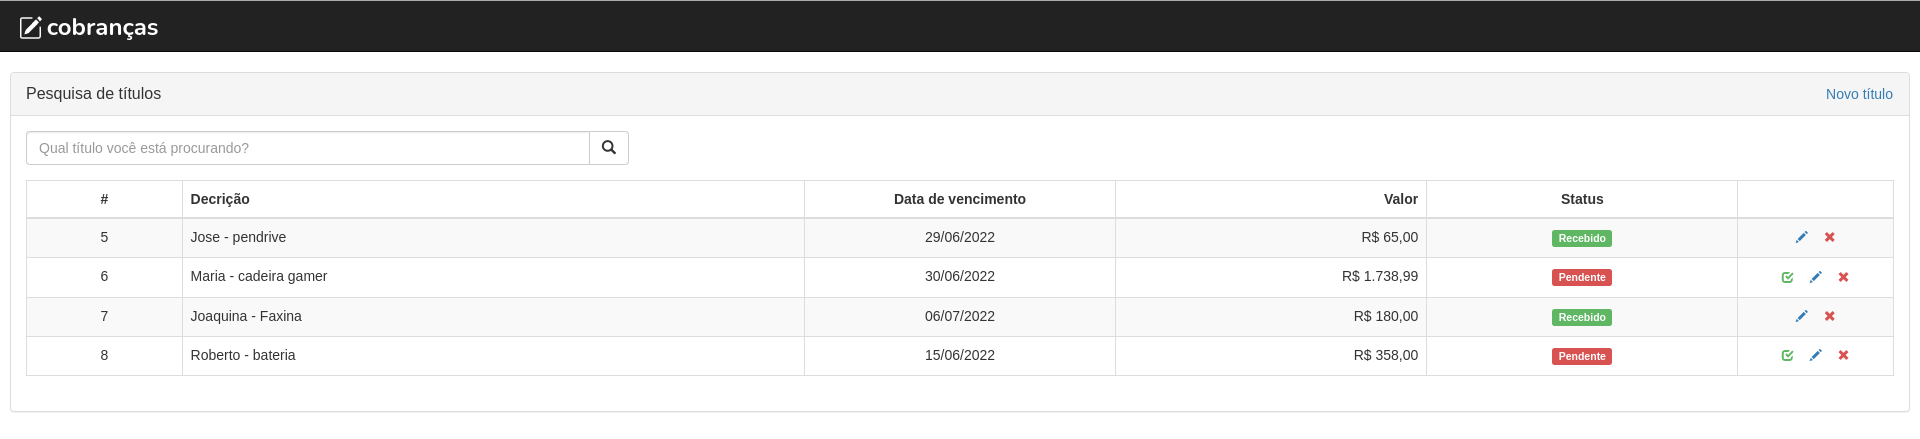 cobranças
Pesquisa de títulos Novo título
Qual título você está procurando?
# Decrição Data de vencimento Valor Status
5 Jose - pendrive 29/06/2022 R$ 65,00 Recebido
6 Maria - cadeira gamer 30/06/2022 R$ 1.738,99 Pendente
7 Joaquina - Faxina 06/07/2022 R$ 180,00 Recebido
8 Roberto - bateria 15/06/2022 R$ 358,00 Pendente